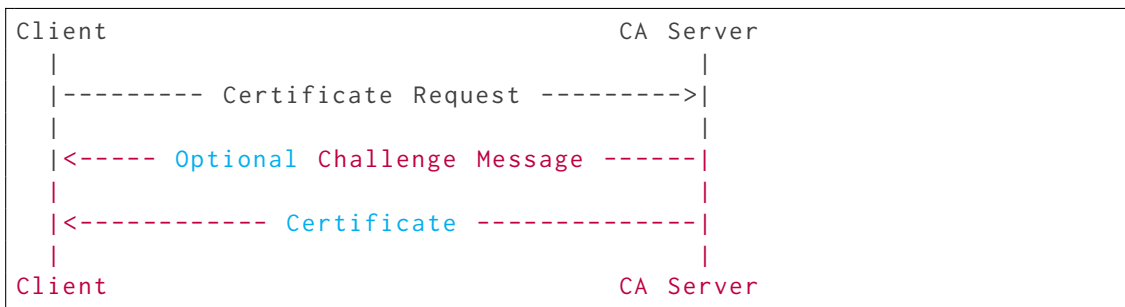 Client                                 CA Server
  |                                         |
  |--------- Certificate Request --------->|
  |                                         |
  |<----- Optional Challenge Message ------|
  |                                         |
  |<------------ Certificate --------------|
  |                                         |
Client                                 CA Server